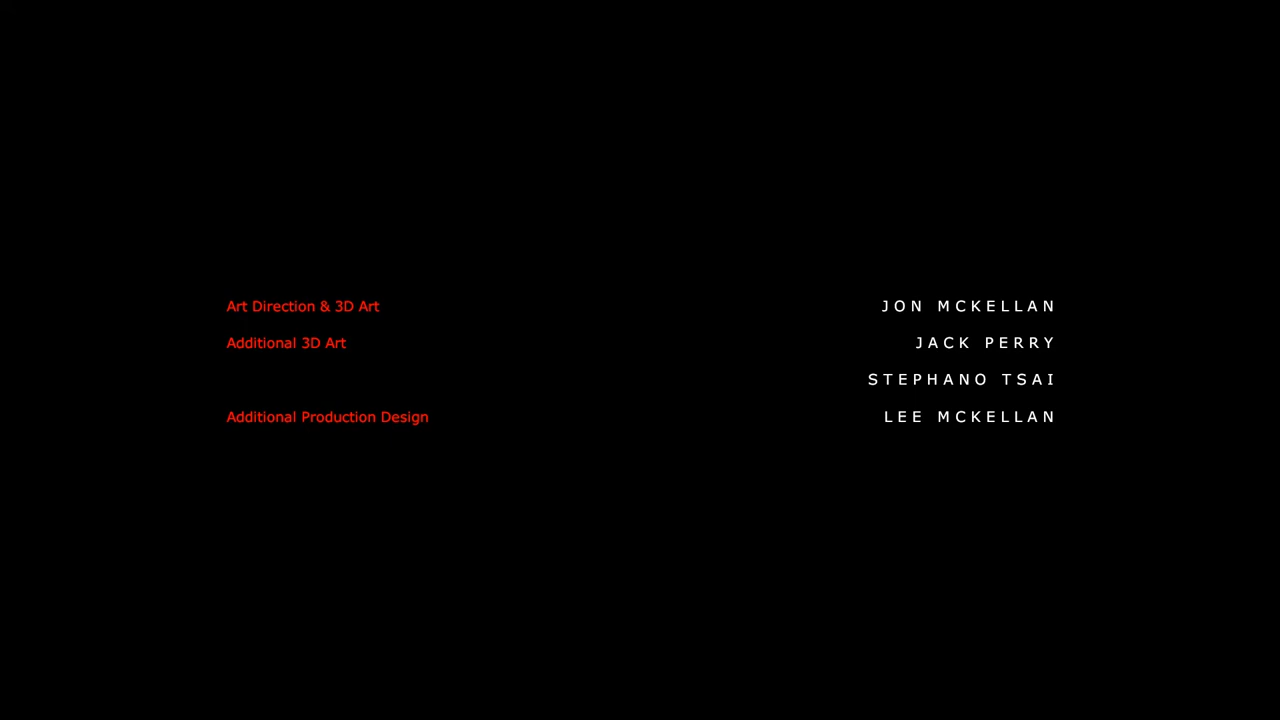 Art Direction & 3D Art JON MCKELLAN
Additional 3D Art JACK PERRY
STEPHANO TSAI
Additional Production Design LEE MCKELLAN